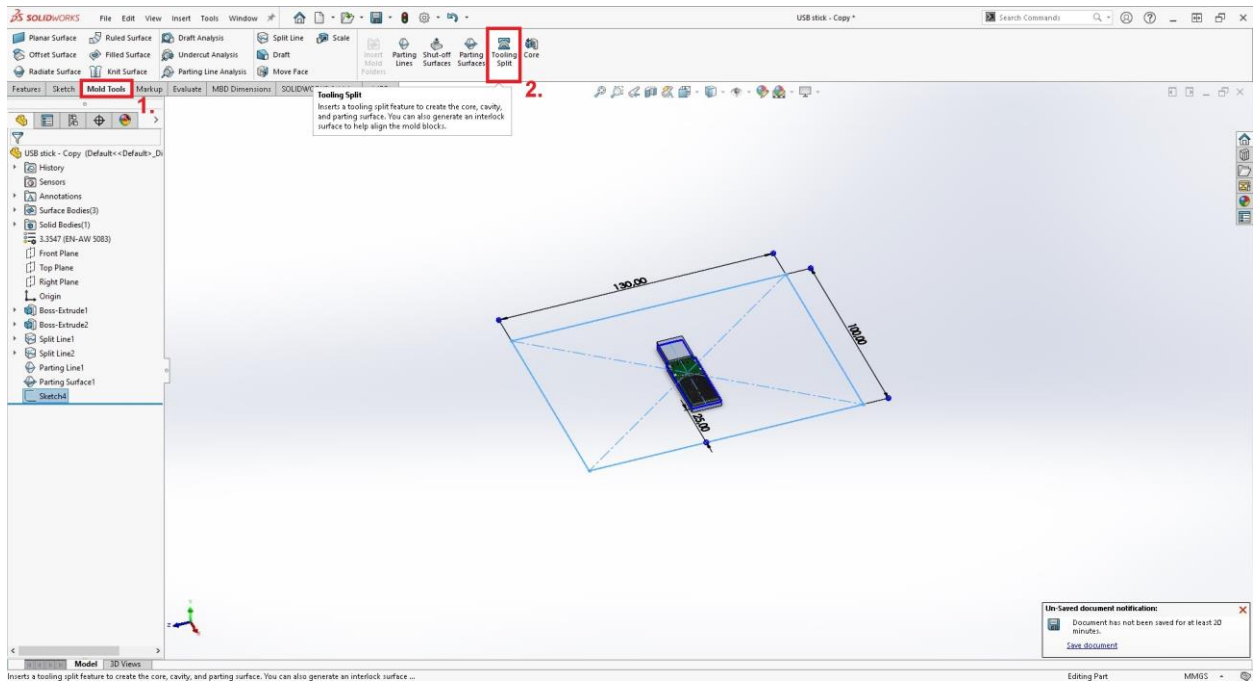 SOLIDWORKS File Edit View Insert Tools Window USB stick - Copy * Search Commands
Planar Surface Ruled Surface Draft Analysis Split Line Scale
Offset Surface Filled Surface Undercut Analysis Draft Insert Mold Folders Parting Lines Shut-off Surfaces Parting Surfaces Tooling Split Core
Radiate Surface Knit Surface Parting Line Analysis Move Face
Features Sketch Mold Tools Markup Evaluate MBD Dimensions
1.
2.
Tooling Split
Inserts a tooling split feature to create the core, cavity,
and parting surface. You can also generate an interlock
surface to help align the mold blocks.
USB stick - Copy (Default<<Default>_Di
History
Sensors
Annotations
Surface Bodies(3)
Solid Bodies(1)
3.3547 (EN-AW 5083)
Front Plane
Top Plane
Right Plane
Origin
Boss-Extrude1
Boss-Extrude2
Split Line1
Split Line2
Parting Line1
Parting Surface1
Sketch4
130,00
100,00
25,00
Un-Saved document notification:
Document has not been saved for at least 20
minutes.
Save document
Model 3D Views
Inserts a tooling split feature to create the core, cavity, and parting surface. You can also generate an interlock surface ... Editing Part MMGS